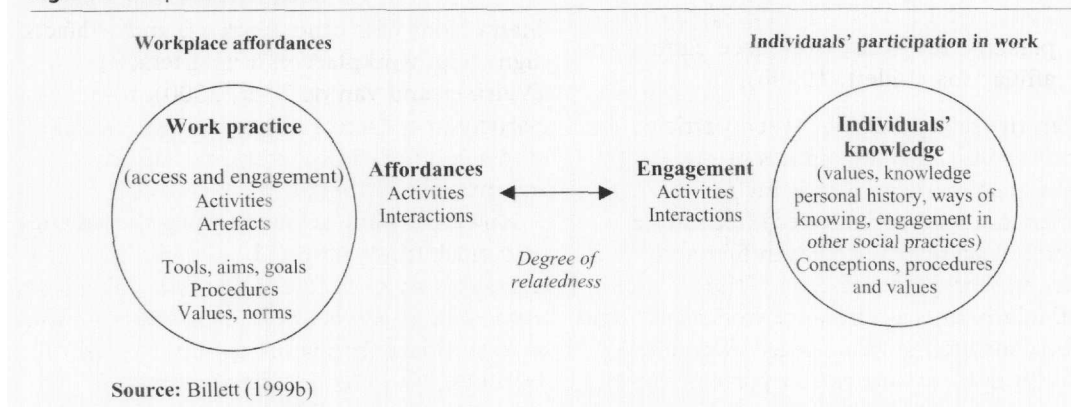 Workplace affordances
Individuals' participation in work
Work practice
(access and engagement)
Activities
Artefacts
Tools, aims, goals
Procedures
Values, norms
Affordances
Activities
Interactions
Degree of
relatedness
Engagement
Activities
Interactions
Individuals'
knowledge
(values, knowledge
personal history, ways of
knowing, engagement in
other social practices)
Conceptions, procedures
and values
Source: Billett (1999b)